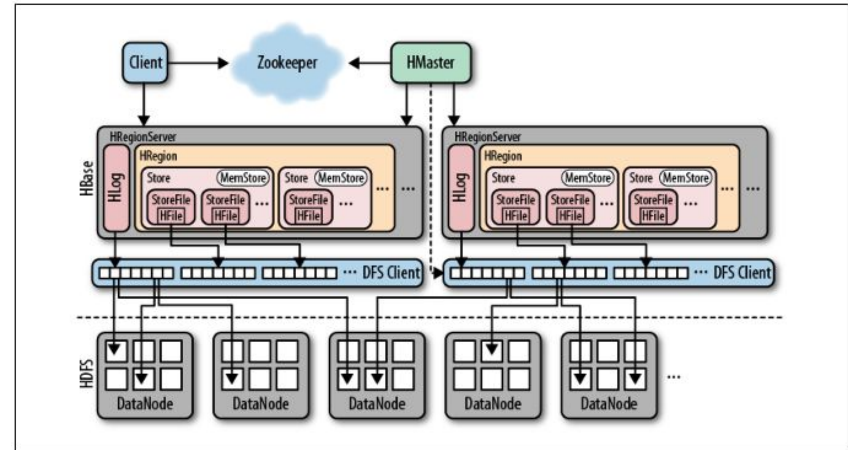 Client
Zookeeper
HMaster
HBase
HRegionServer
HLog
HRegion
Store MemStore
StoreFile
HFile
StoreFile
HFile
...
Store MemStore
StoreFile
HFile
...
...
...
HRegionServer
HLog
HRegion
Store MemStore
StoreFile
HFile
StoreFile
HFile
...
Store MemStore
StoreFile
HFile
...
...
...
... DFS Client
... DFS Client
HDFS
DataNode
DataNode
DataNode
DataNode
DataNode
...